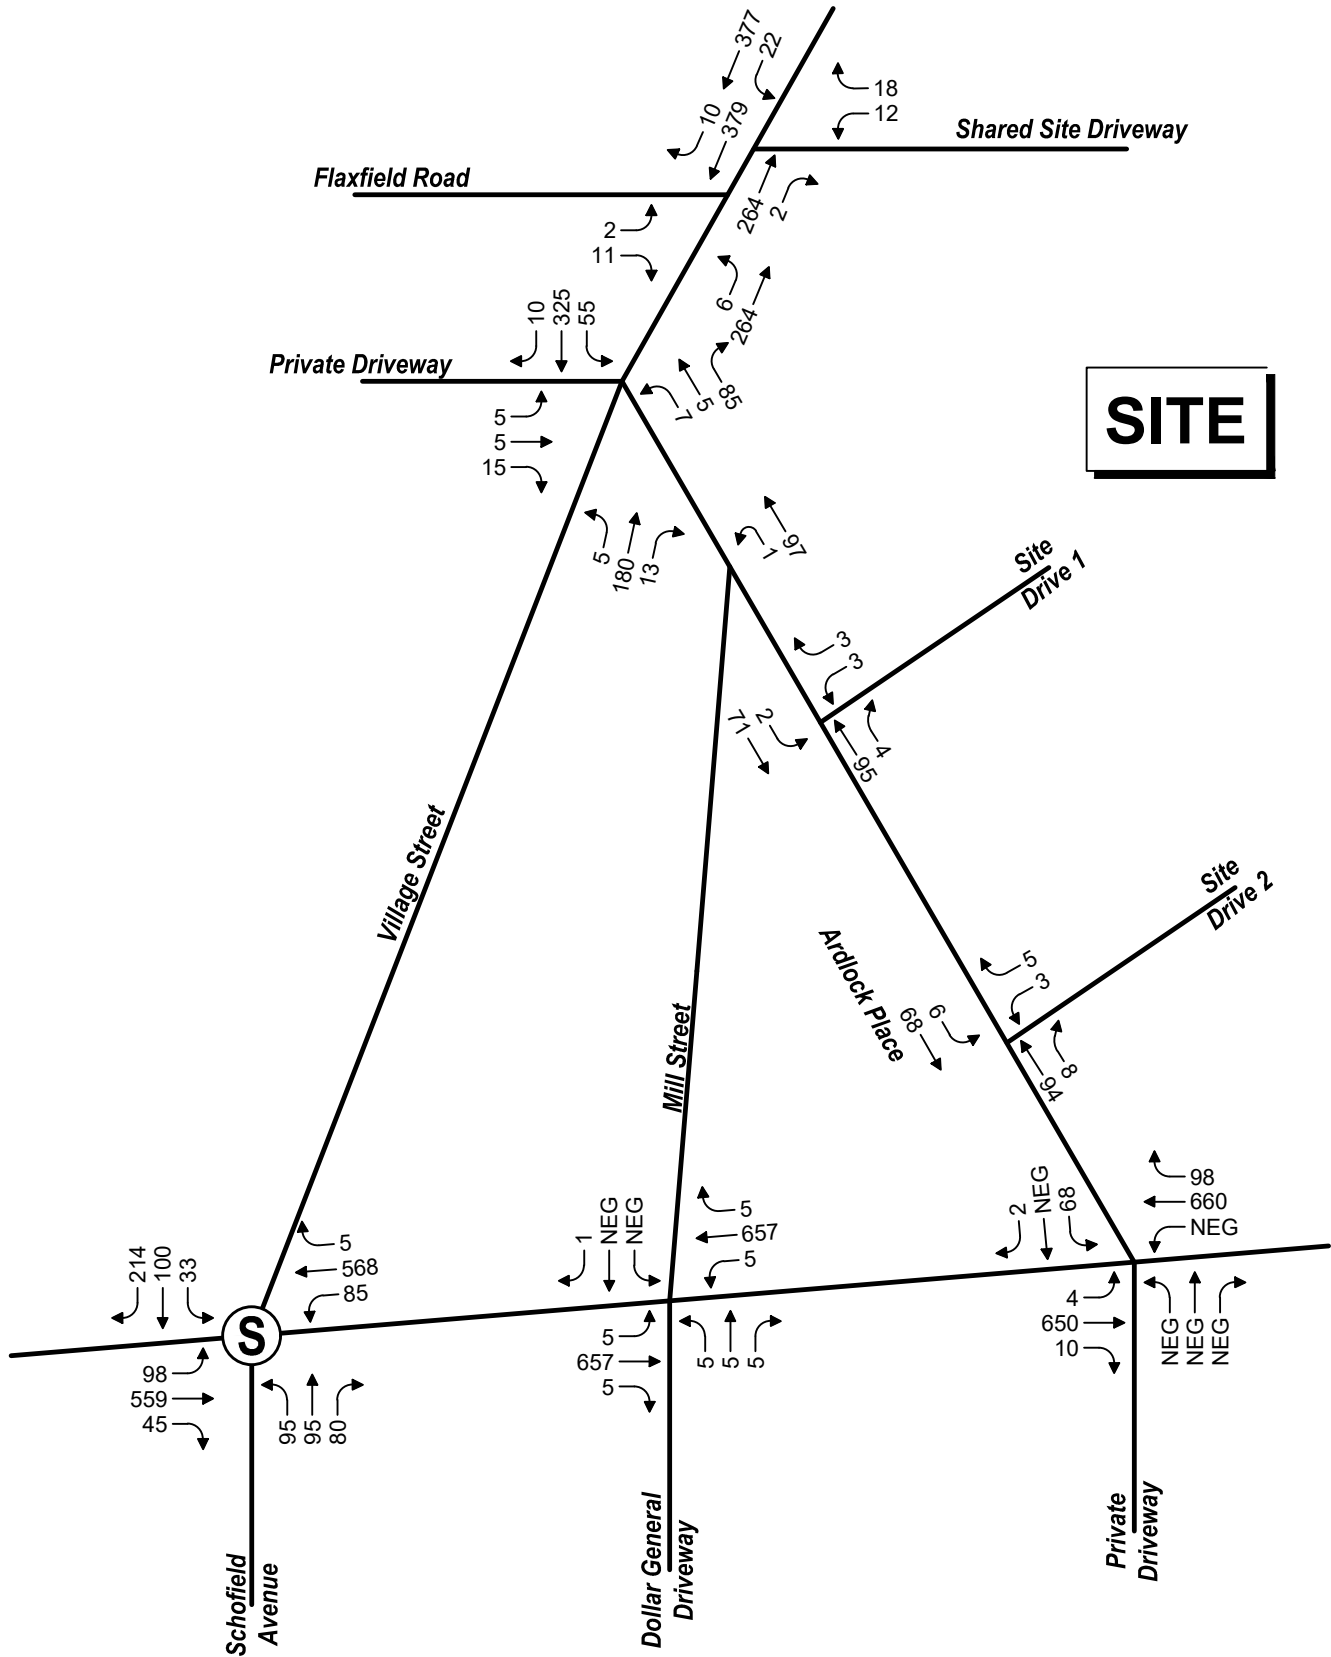 377
22
18
12
Shared Site Driveway
10
379
Flaxfield Road
264
2
2
11
6
264
10
325
55
Private Driveway
7
5
85
5
5
15
SITE
5
180
13
1
97
Site
Drive 1
3
3
2
71
4
95
Village Street
Site
Drive 2
Ardlock Place
5
3
6
68
8
94
Mill Street
98
660
NEG
2
NEG
68
5
657
5
1
NEG
NEG
5
568
85
214
100
33
S
4
650
10
NEG
NEG
NEG
5
657
5
5
5
5
98
559
45
95
95
80
Schofield
Avenue
Dollar General
Driveway
Private
Driveway